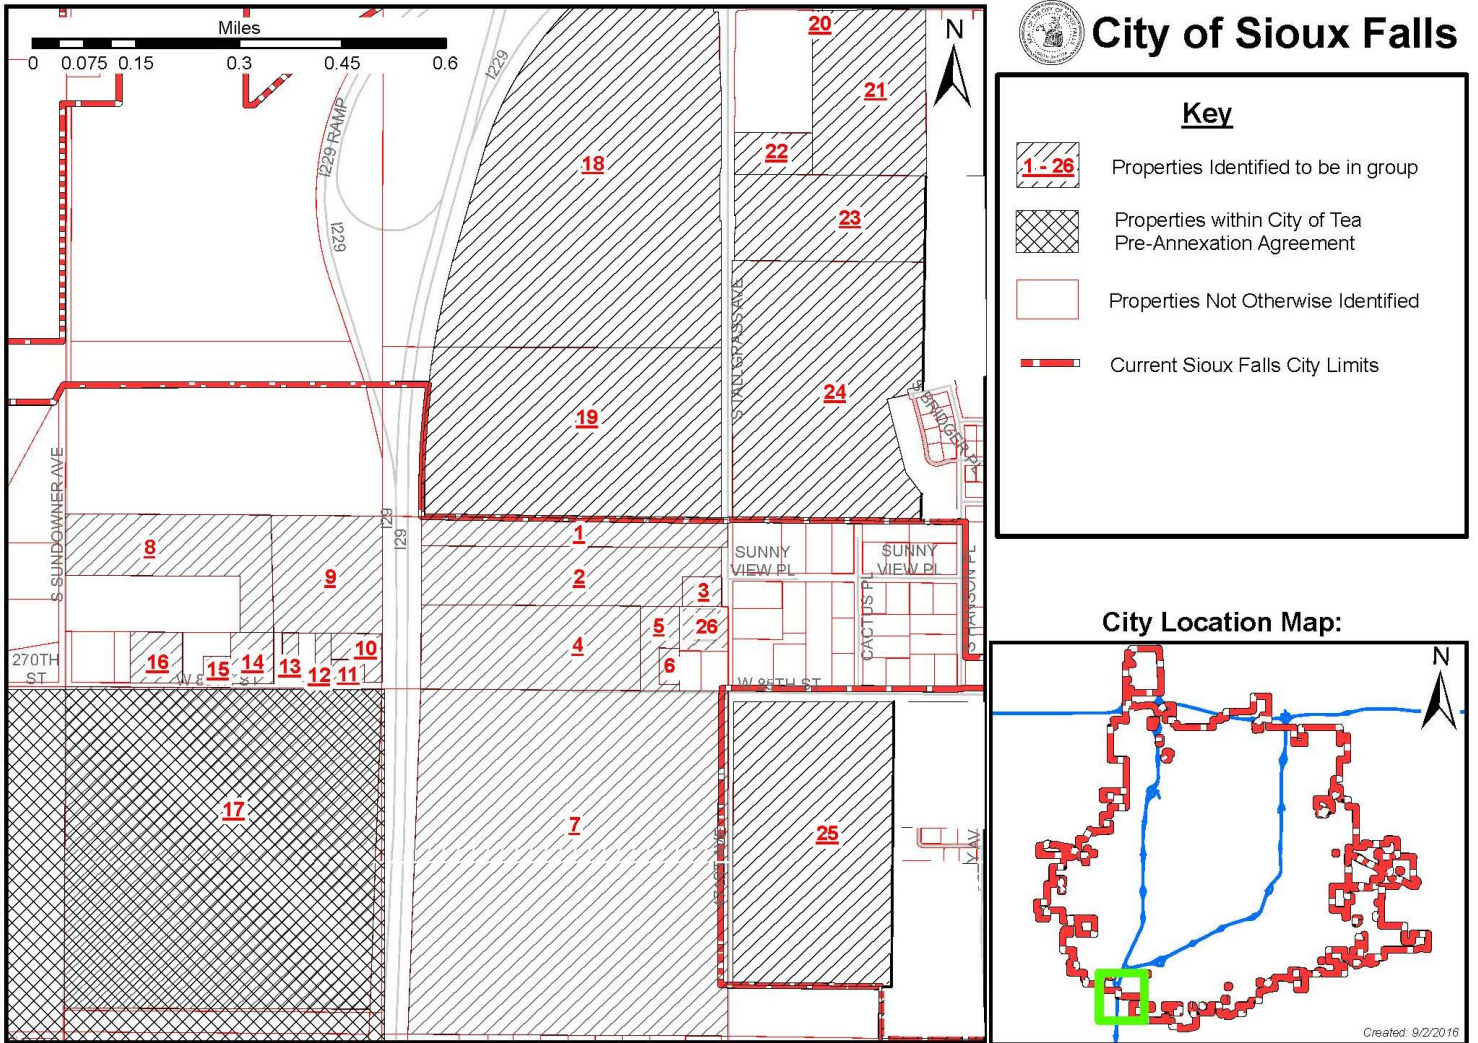 Miles
0 0.075 0.15 0.3 0.45 0.6
N
City of Sioux Falls
Key
1 - 26 Properties Identified to be in group
Properties within City of Tea
Pre-Annexation Agreement
Properties Not Otherwise Identified
Current Sioux Falls City Limits
I229
I229 RAMP
I229
20
21
22
18
23
S TALLGRASS AVE
24
19
S BRIDGER PL
S SUNDOWNER AVE
I29
I29
1
8
9
2
3
SUNNY
VIEW PL
SUNNY
VIEW PL
CACTUS PL
S HANSON PL
4
5
26
6
10
16
15
14
13
12
11
270TH
ST
W 85TH ST
17
7
25
City Location Map:
N
Created: 9/2/2016